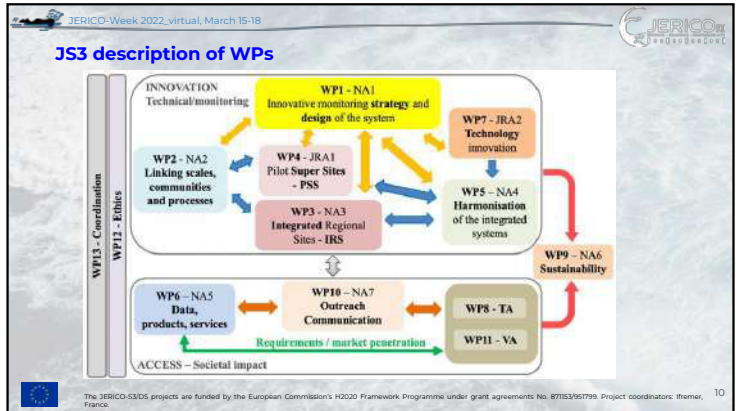 JERICO-Week 2022_virtual, March 15-18
JERICO
JS3 description of WPs
WP13 - Coordination
WP12 - Ethics
INNOVATION
Technical/monitoring
WP1 - NA1
Innovative monitoring strategy and
design of the system
WP7 - JRA2
Technology
innovation
WP2 - NA2
Linking scales,
communities
and processes
WP4 - JRA1
Pilot Super Sites
- PSS
WP3 - NA3
Integrated Regional
Sites - IRS
WP5 – NA4
Harmonisation
of the integrated
systems
WP9 – NA6
Sustainability
WP6 – NA5
Data,
products, services
WP10 – NA7
Outreach
Communication
WP8 - TA
WP11 - VA
Requirements / market penetration
ACCESS – Societal impact
The JERICO-S3/DS projects are funded by the European Commission's H2020 Framework Programme under grant agreements No. 871153/951799. Project coordinators: Ifremer,
France.
10